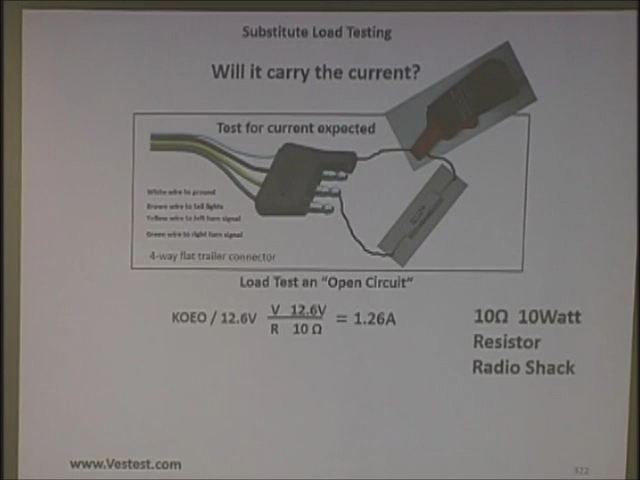 Substitute Load Testing
Will it carry the current?
Test for current expected
White wire to ground
Brown wire to tail lights
Yellow wire to left turn signal
Green wire to right turn signal
4-way flat trailer connector
Load Test an "Open Circuit"
KOEO / 12.6V V 12.6V = 1.26A
R 10 Ω
10Ω 10Watt
Resistor
Radio Shack
www.Vestest.com
372